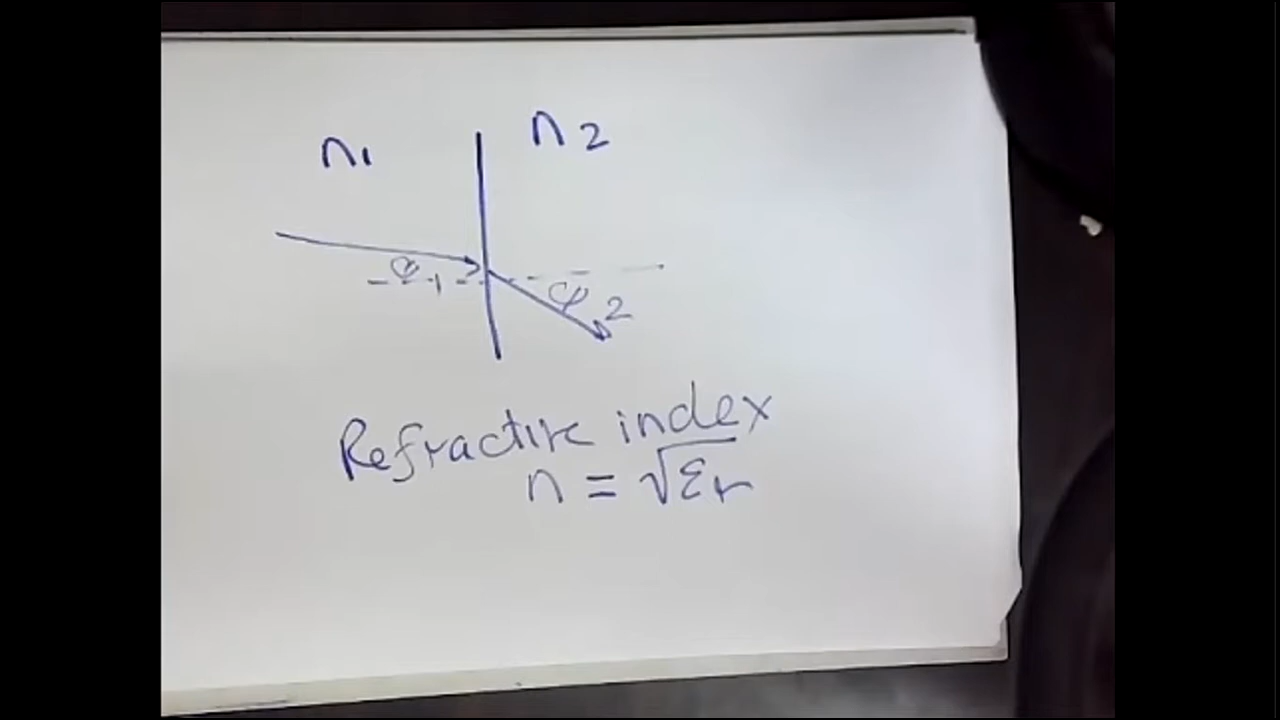 n1
n2
φ1
φ2
Refractive index
n = √εr